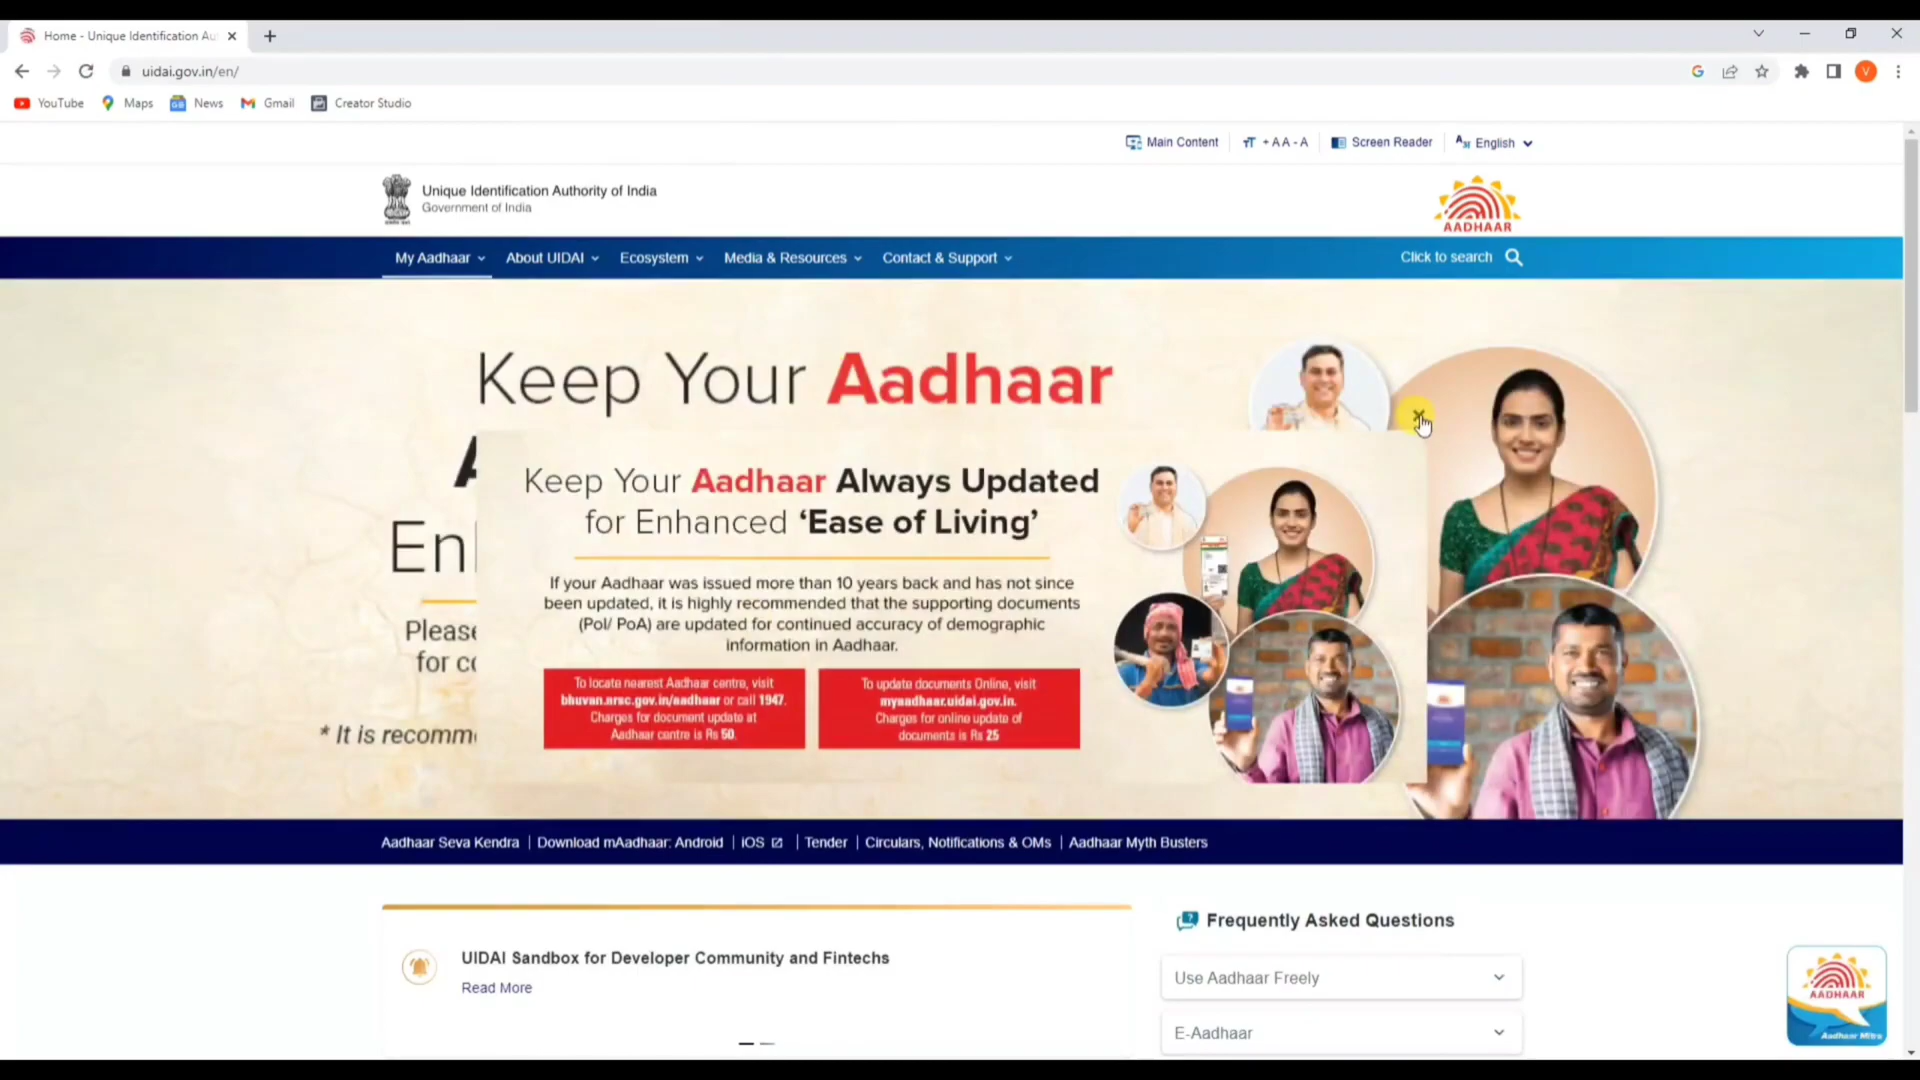 Home - Unique Identification Au
uidai.gov.in/en/
V
YouTube
Maps
News
Gmail
Creator Studio
Main Content
+ A A - A
Screen Reader
English
Unique Identification Authority of India
Government of India
AADHAAR
My Aadhaar
About UIDAI
Ecosystem
Media & Resources
Contact & Support
Click to search
Keep Your Aadhaar
A
En
Please
for co
* It is recomm
Keep Your Aadhaar Always Updated
for Enhanced ‘Ease of Living’
If your Aadhaar was issued more than 10 years back and has not since
been updated, it is highly recommended that the supporting documents
(PoI/ PoA) are updated for continued accuracy of demographic
information in Aadhaar.
To locate nearest Aadhaar centre, visit
bhuvan.nrsc.gov.in/aadhaar or call 1947.
Charges for document update at
Aadhaar centre is Rs 50.
To update documents Online, visit
myaadhaar.uidai.gov.in.
Charges for online update of
documents is Rs 25
Aadhaar Seva Kendra | Download mAadhaar: Android | iOS | Tender | Circulars, Notifications & OMs | Aadhaar Myth Busters
UIDAI Sandbox for Developer Community and Fintechs
Read More
Frequently Asked Questions
Use Aadhaar Freely
E-Aadhaar
AADHAAR
Aadhaar Mitra